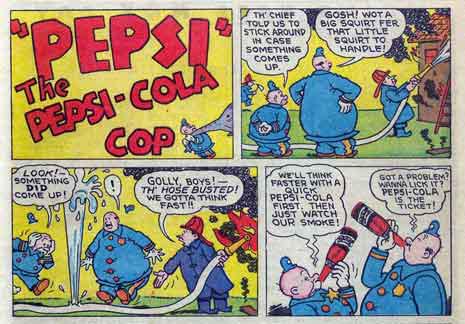 "PEPSI"
The
PEPSI-COLA
COP
TH' CHIEF
TOLD US TO
STICK AROUND
IN CASE
SOMETHING
COMES
UP.
GOSH! WOT A
BIG SQUIRT FER
THAT LITTLE
SQUIRT TO
HANDLE!
LOOK!-
SOMETHING
DID
COME UP!
!
GOLLY, BOYS!-
TH' HOSE BUSTED!
WE GOTTA THINK
FAST!!
WE'LL THINK
FASTER WITH A
QUICK
PEPSI-COLA
FIRST. THEN
JUST WATCH
OUR SMOKE!
GOT A PROBLEM?
WANNA LICK IT?
PEPSI-COLA
IS THE
TICKET!